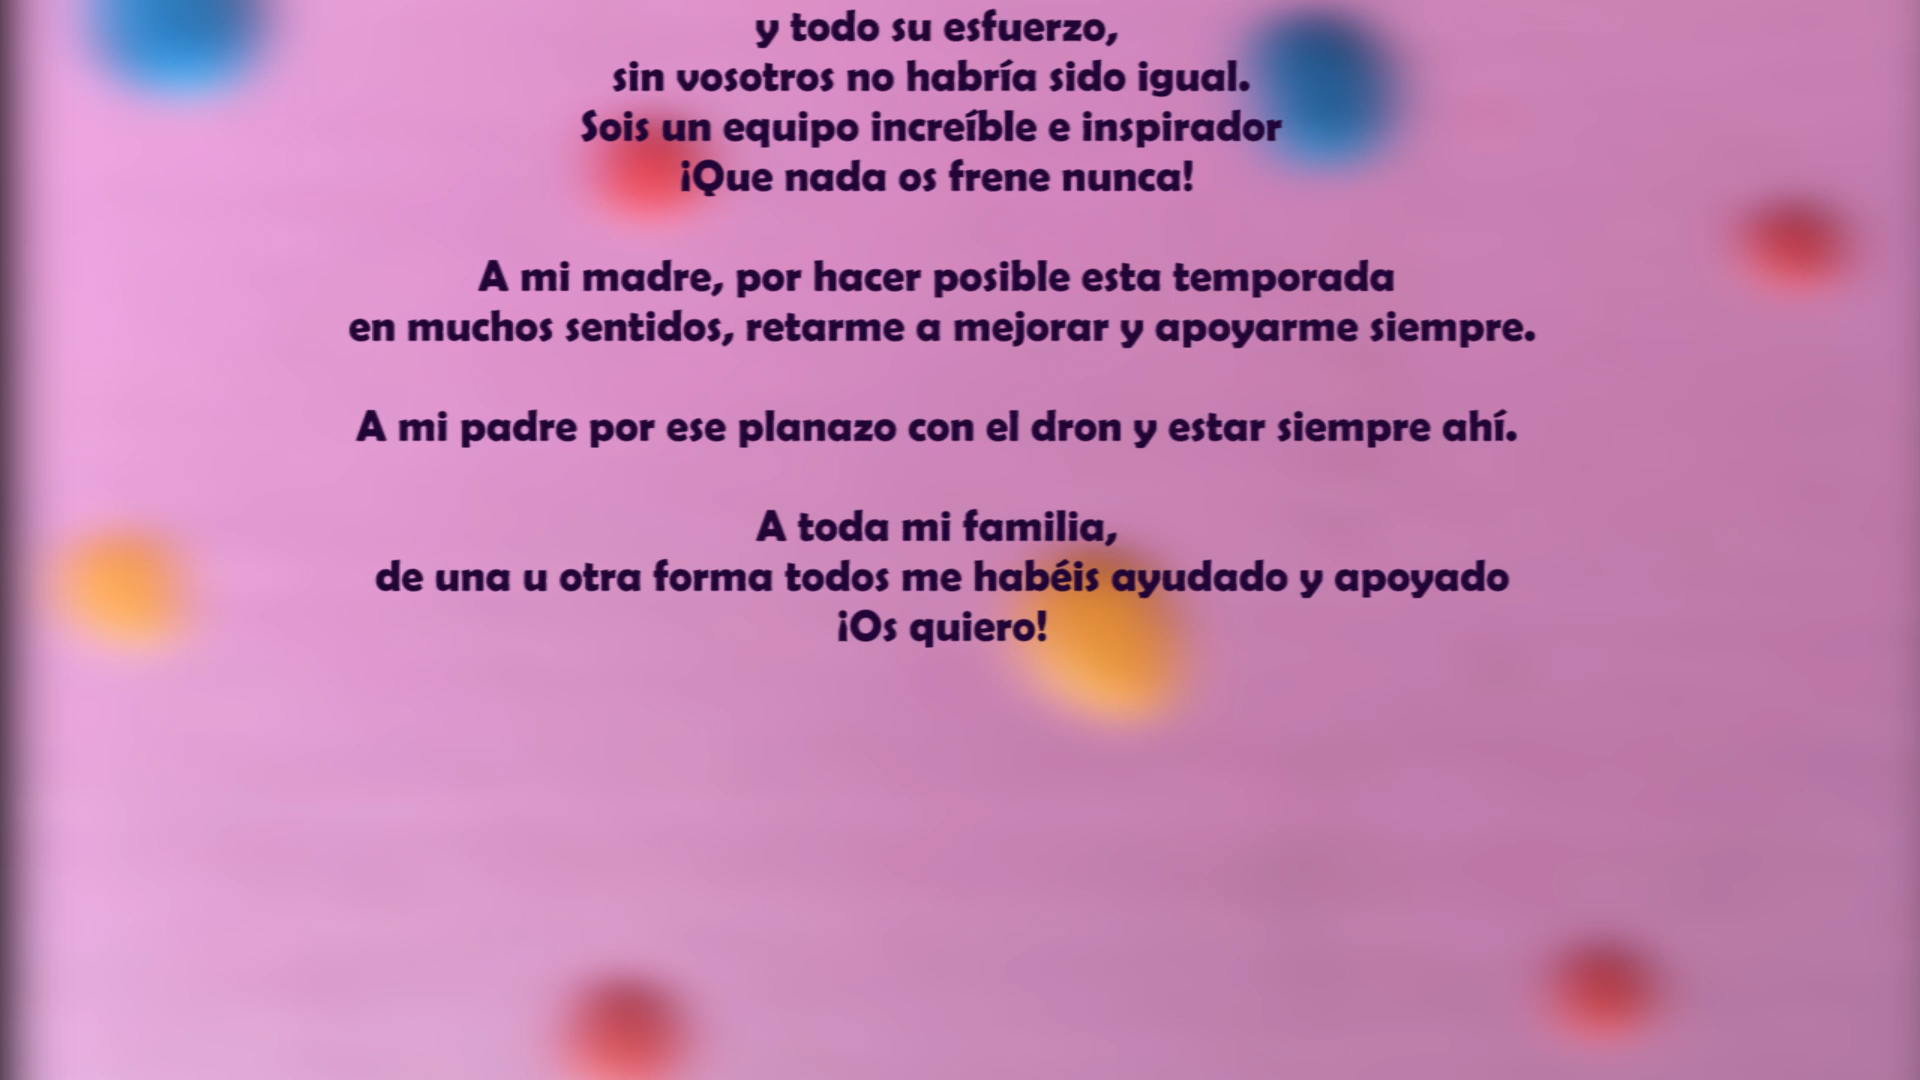 y todo su esfuerzo,
sin vosotros no habría sido igual.
Sois un equipo increíble e inspirador
¡Que nada os frene nunca!
A mi madre, por hacer posible esta temporada
en muchos sentidos, retarme a mejorar y apoyarme siempre.
A mi padre por ese planazo con el dron y estar siempre ahí.
A toda mi familia,
de una u otra forma todos me habéis ayudado y apoyado
¡Os quiero!